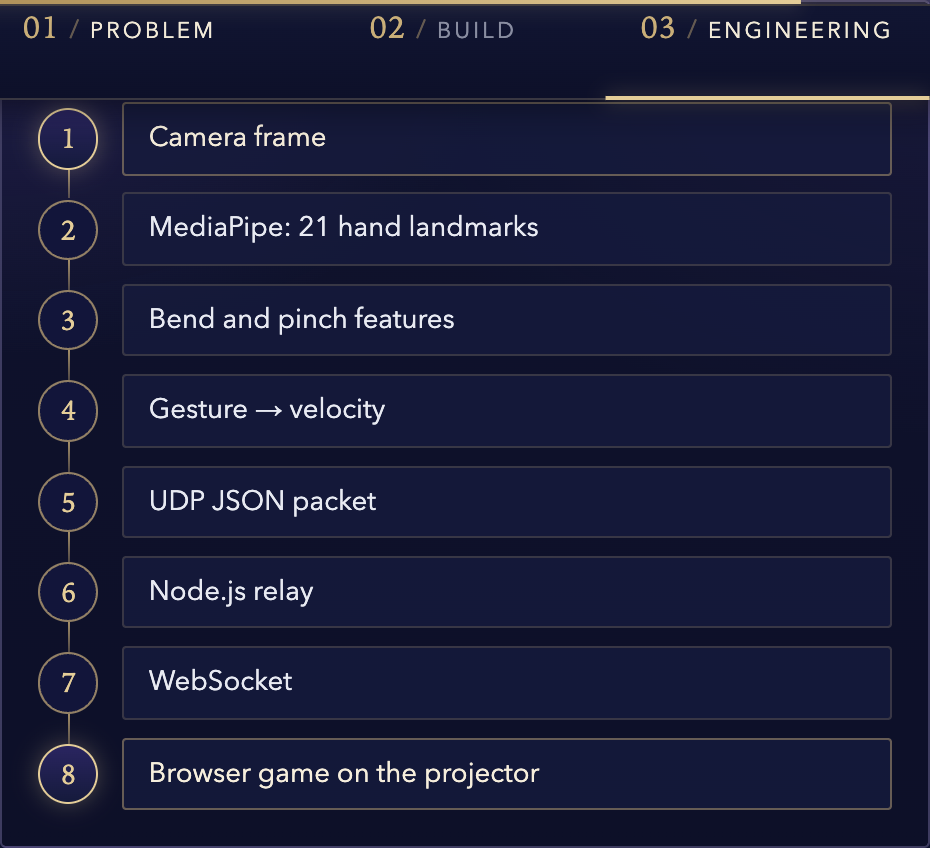 01 / PROBLEM
02 / BUILD
03 / ENGINEERING
1 Camera frame
2 MediaPipe: 21 hand landmarks
3 Bend and pinch features
4 Gesture → velocity
5 UDP JSON packet
6 Node.js relay
7 WebSocket
8 Browser game on the projector